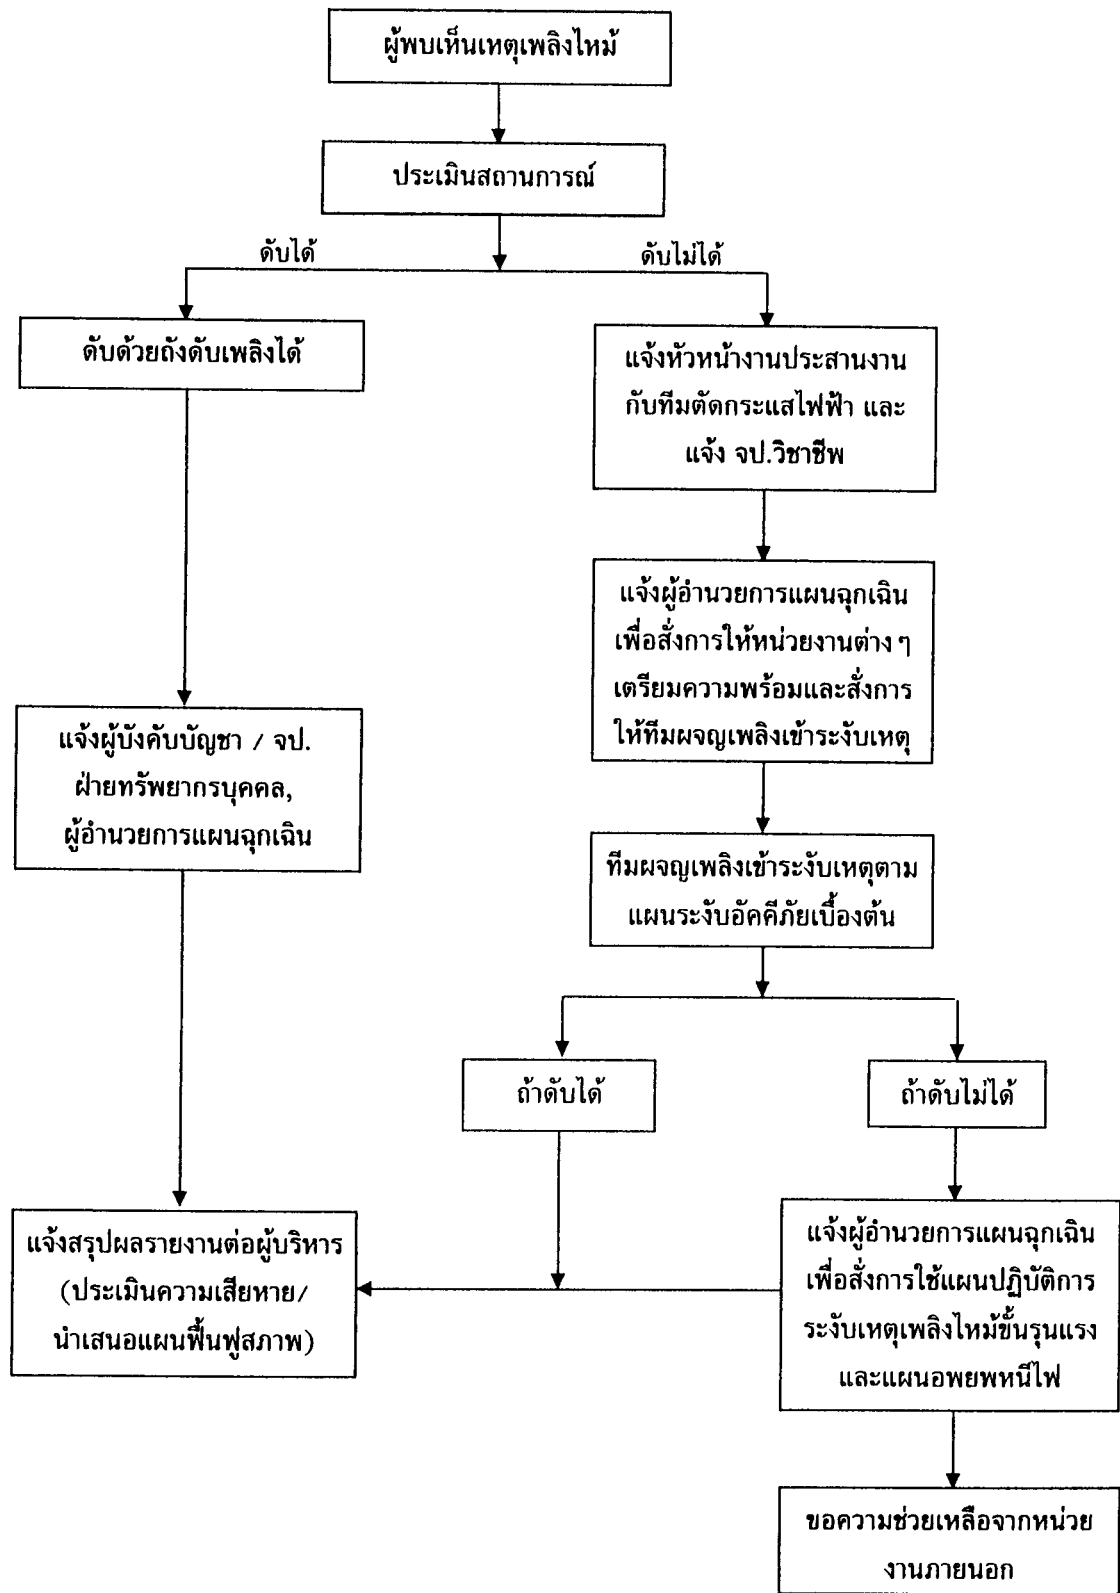 ผู้พบเห็นเหตุเพลิงไหม้
ประเมินสถานการณ์
ดับได้
ดับไม่ได้
ดับด้วยถังดับเพลิงได้
แจ้งหัวหน้างานประสานงาน
กับทีมตัดกระแสไฟฟ้า และ
แจ้ง จป.วิชาชีพ
แจ้งผู้อำนวยการแผนฉุกเฉิน
เพื่อสั่งการให้หน่วยงานต่าง ๆ
เตรียมความพร้อมและสั่งการ
ให้ทีมผจญเพลิงเข้าระงับเหตุ
แจ้งผู้บังคับบัญชา / จป.
ฝ่ายทรัพยากรบุคคล,
ผู้อำนวยการแผนฉุกเฉิน
ทีมผจญเพลิงเข้าระงับเหตุตาม
แผนระงับอัคคีภัยเบื้องต้น
ถ้าดับได้
ถ้าดับไม่ได้
แจ้งสรุปผลรายงานต่อผู้บริหาร
(ประเมินความเสียหาย/
นำเสนอแผนฟื้นฟูสภาพ)
แจ้งผู้อำนวยการแผนฉุกเฉิน
เพื่อสั่งการใช้แผนปฏิบัติการ
ระงับเหตุเพลิงไหม้ขั้นรุนแรง
และแผนอพยพหนีไฟ
ขอความช่วยเหลือจากหน่วย
งานภายนอก